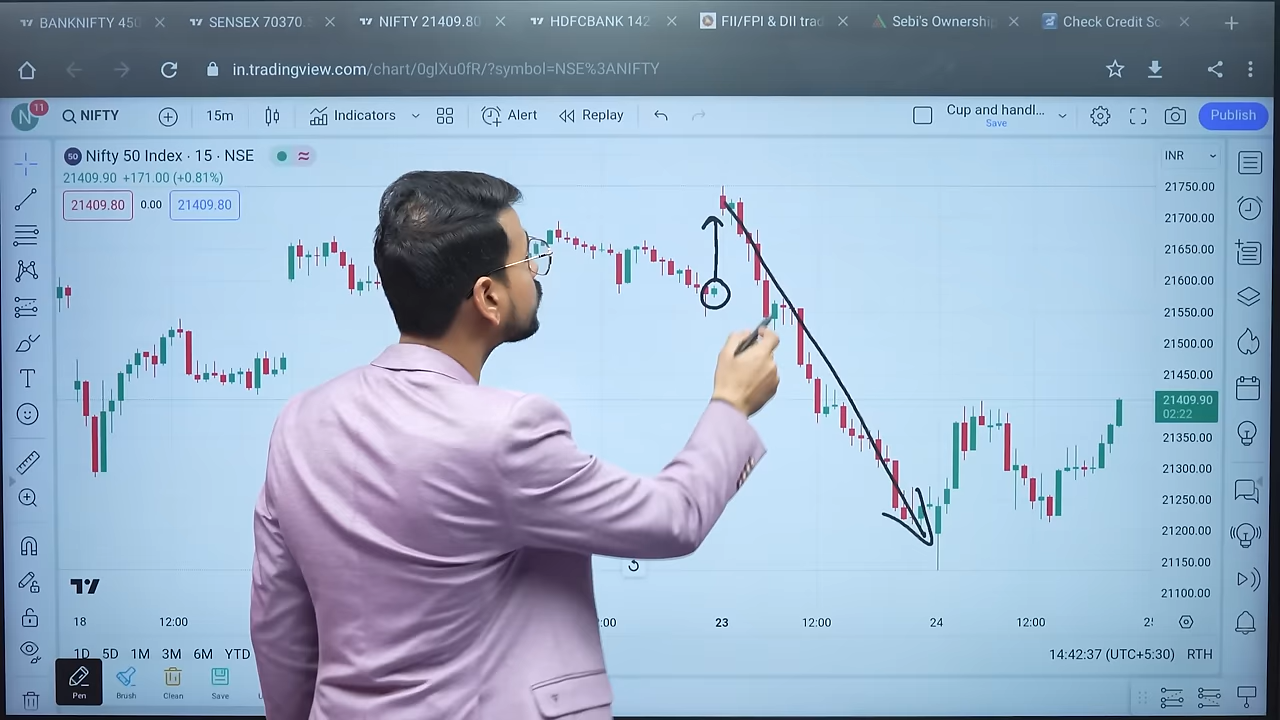 BANKNIFTY 450
SENSEX 70370.
NIFTY 21409.80
HDFCBANK 142
FII/FPI & DII trad
Sebi's Ownership
Check Credit Sc
in.tradingview.com/chart/0glXu0fR/?symbol=NSE%3ANIFTY
N
11
NIFTY
15m
Indicators
Alert
Replay
Cup and handl...
Save
Publish
50
Nifty 50 Index · 15 · NSE
21409.90 +171.00 (+0.81%)
21409.80
0.00
21409.80
INR
21750.00
21700.00
21650.00
21600.00
21550.00
21500.00
21450.00
21409.90
02:22
21350.00
21300.00
21250.00
21200.00
21150.00
21100.00
18
12:00
:00
23
12:00
24
12:00
1D 5D 1M 3M 6M YTD
14:42:37 (UTC+5:30) RTH
Pen
Brush
Clean
Save